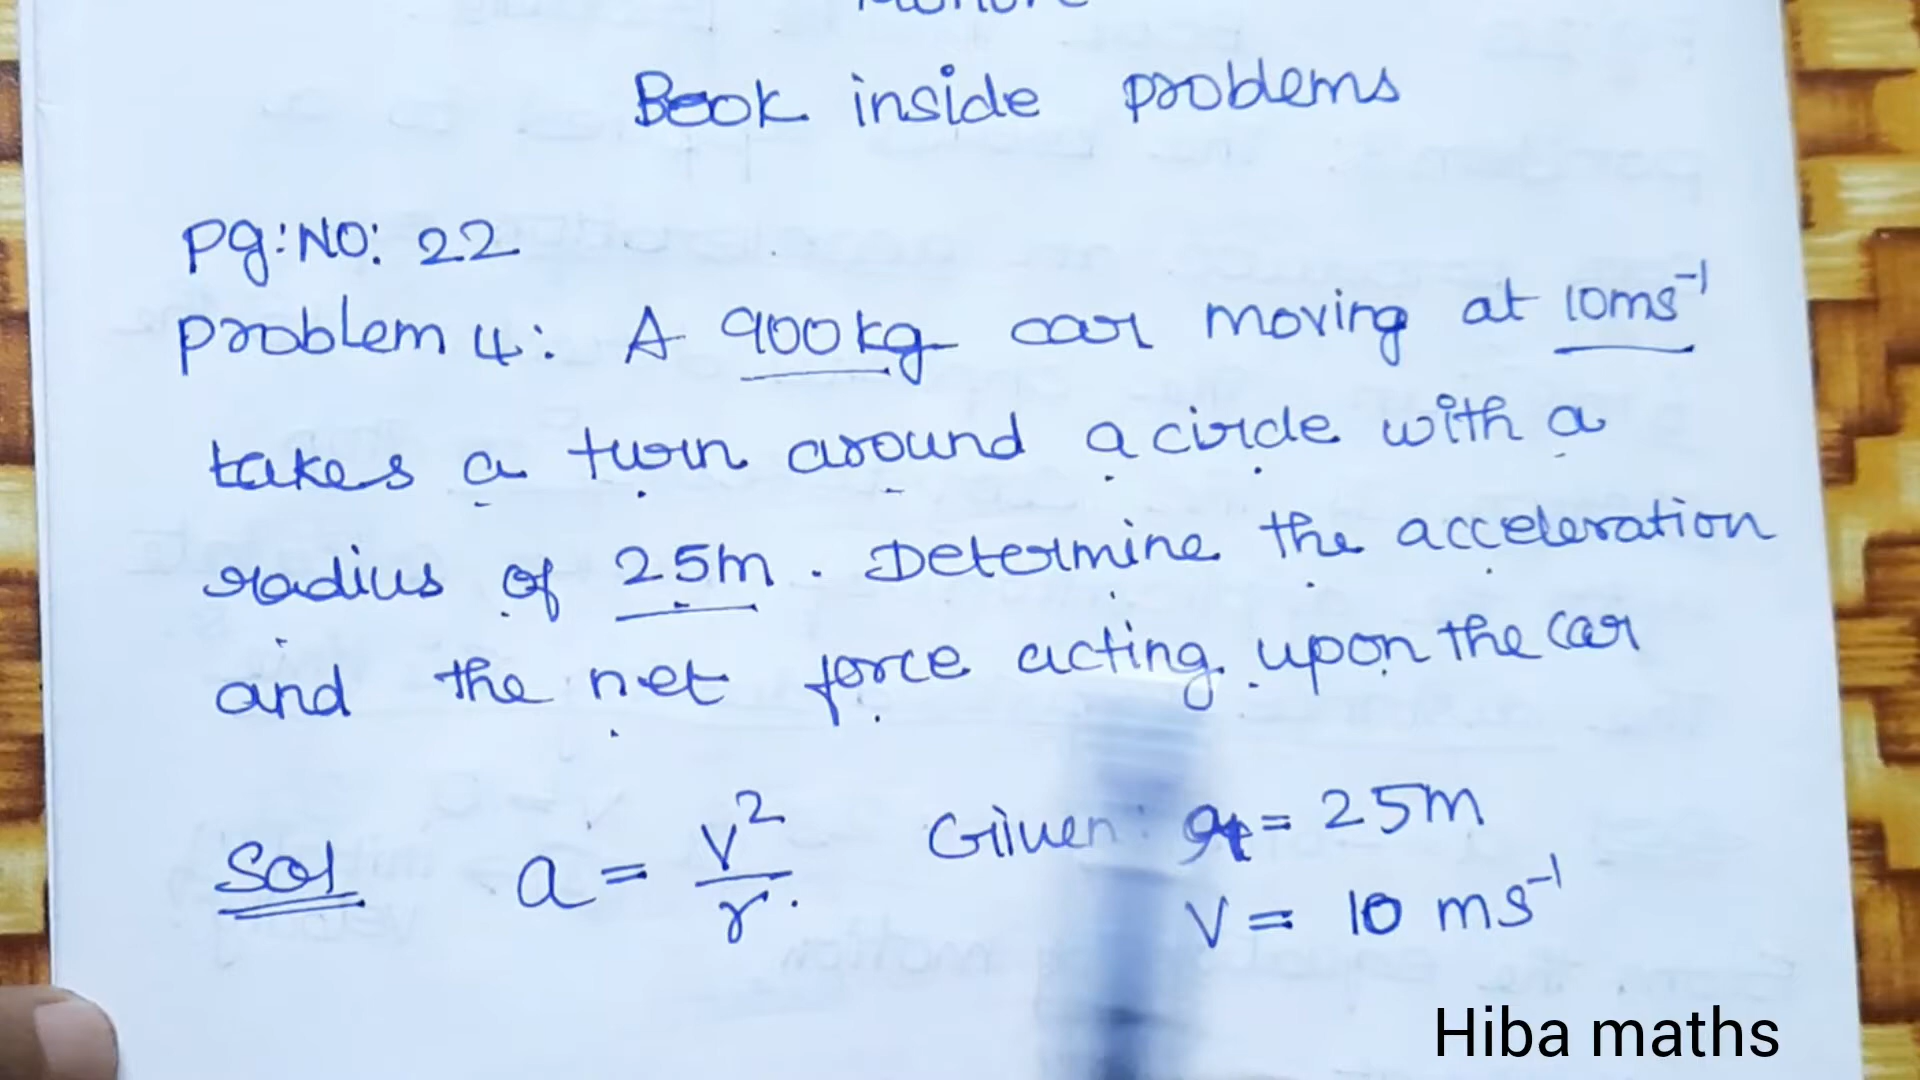 Book inside problems
Pg:NO: 22
problem 4: A 900kg car moving at 10ms⁻¹
takes a turn around a circle with a
radius of 25m. Determine the acceleration
and the net force acting upon the car
Sol a = v²/r. Given: r = 25m
V = 10 ms⁻¹
Hiba maths